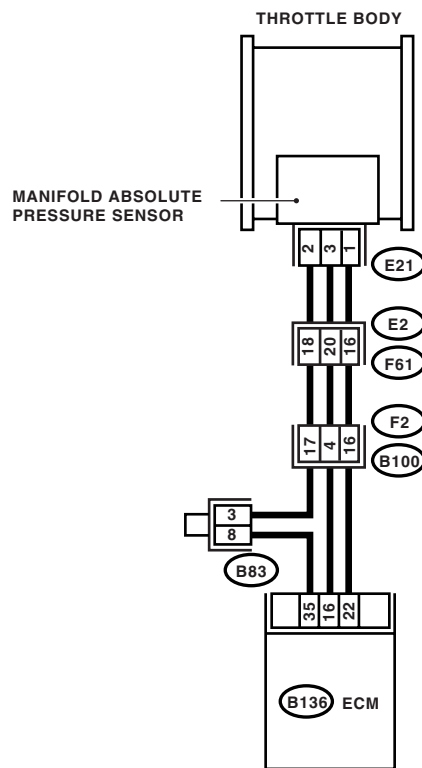 THROTTLE BODY
MANIFOLD ABSOLUTE
PRESSURE SENSOR
2 3 1
E21
E2
18 20 16
F61
F2
17 4 16
B100
3
8
B83
35 16 22
B136 ECM